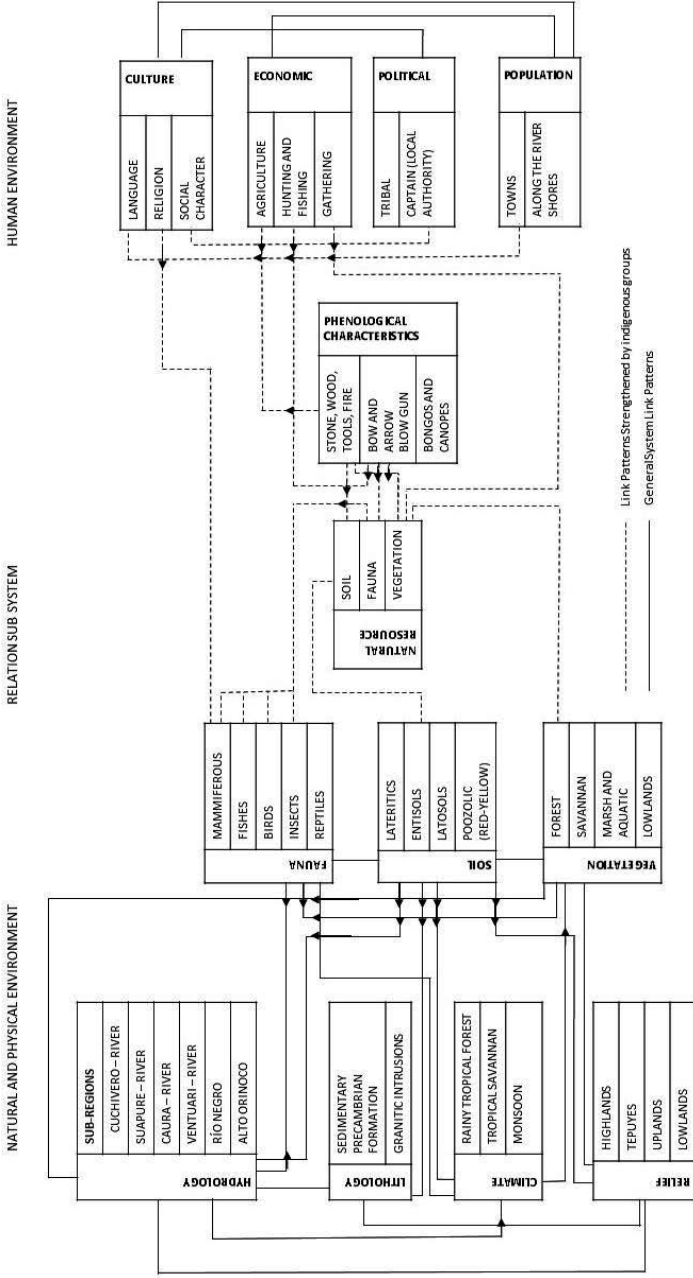 NATURAL AND PHYSICAL ENVIRONMENT
RELATION SUB SYSTEM
HUMAN ENVIRONMENT
HYDROLOGY
SUB-REGIONS
CUCHIVERO – RIVER
SUAPURE – RIVER
CAURA – RIVER
VENTUARI – RIVER
RÍO NEGRO
ALTO ORINOCO
LITHOLOGY
SEDIMENTARY
PRECAMBRIAN
FORMATION
GRANITIC INTRUSIONS
CLIMATE
RAINY TROPICAL FOREST
TROPICAL SAVANNAN
MONSOON
RELIEF
HIGHLANDS
TEPUYES
UPLANDS
LOWLANDS
FAUNA
MAMMIFEROUS
FISHES
BIRDS
INSECTS
REPTILES
SOIL
LATERITICS
ENTISOLS
LATOSOLS
POOZOLIC
(RED-YELLOW)
VEGETATION
FOREST
SAVANNAN
MARSH AND
AQUATIC
LOWLANDS
NATURAL
RESOURCE
SOIL
FAUNA
VEGETATION
PHENOLOGICAL
CHARACTERISTICS
STONE, WOOD,
TOOLS, FIRE
BOW AND
ARROW
BLOW GUN
BONGOS AND
CANOPES
LANGUAGE
RELIGION
SOCIAL
CHARACTER
CULTURE
AGRICULTURE
HUNTING AND
FISHING
GATHERING
ECONOMIC
TRIBAL
CAPTAIN (LOCAL
AUTHORITY)
POLITICAL
TOWNS
ALONG THE RIVER
SHORES
POPULATION
Link Patterns Strengthened by indigenous groups
General System Link Patterns